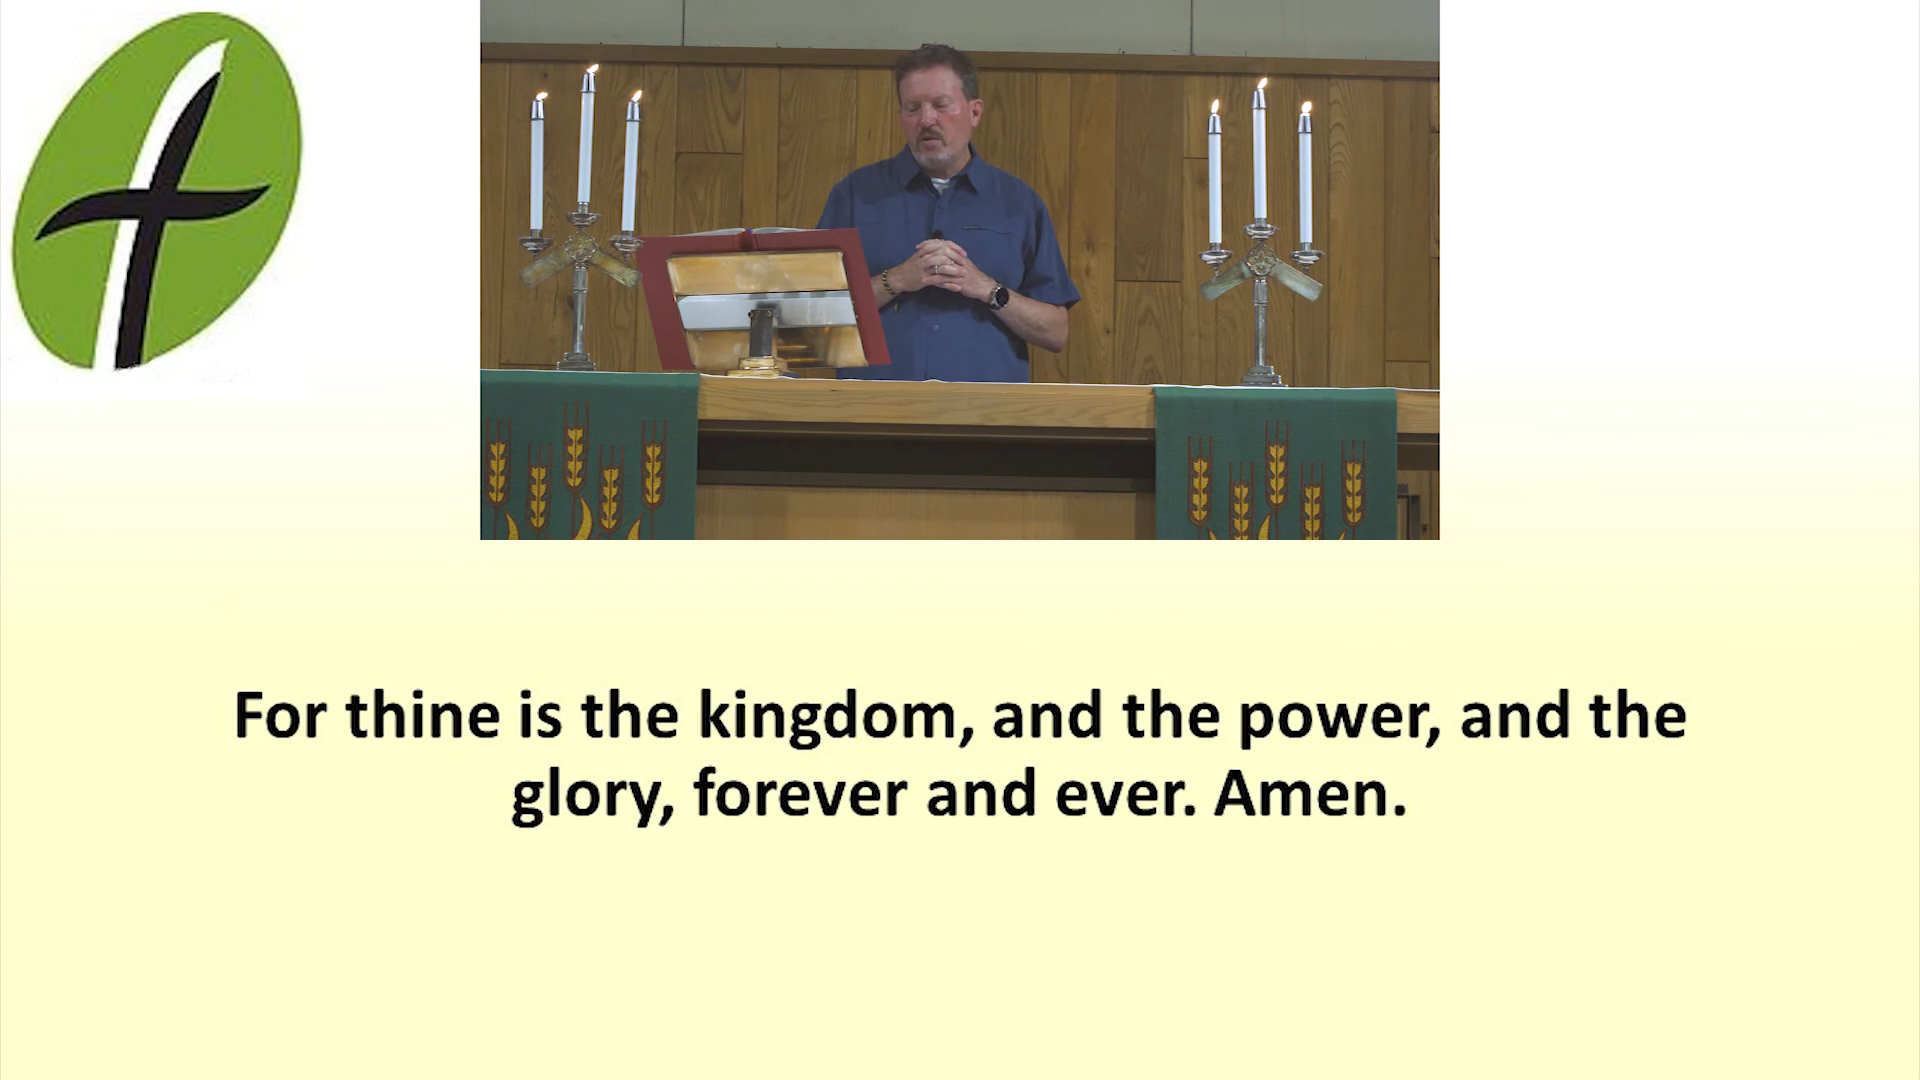 For thine is the kingdom, and the power, and the
glory, forever and ever. Amen.